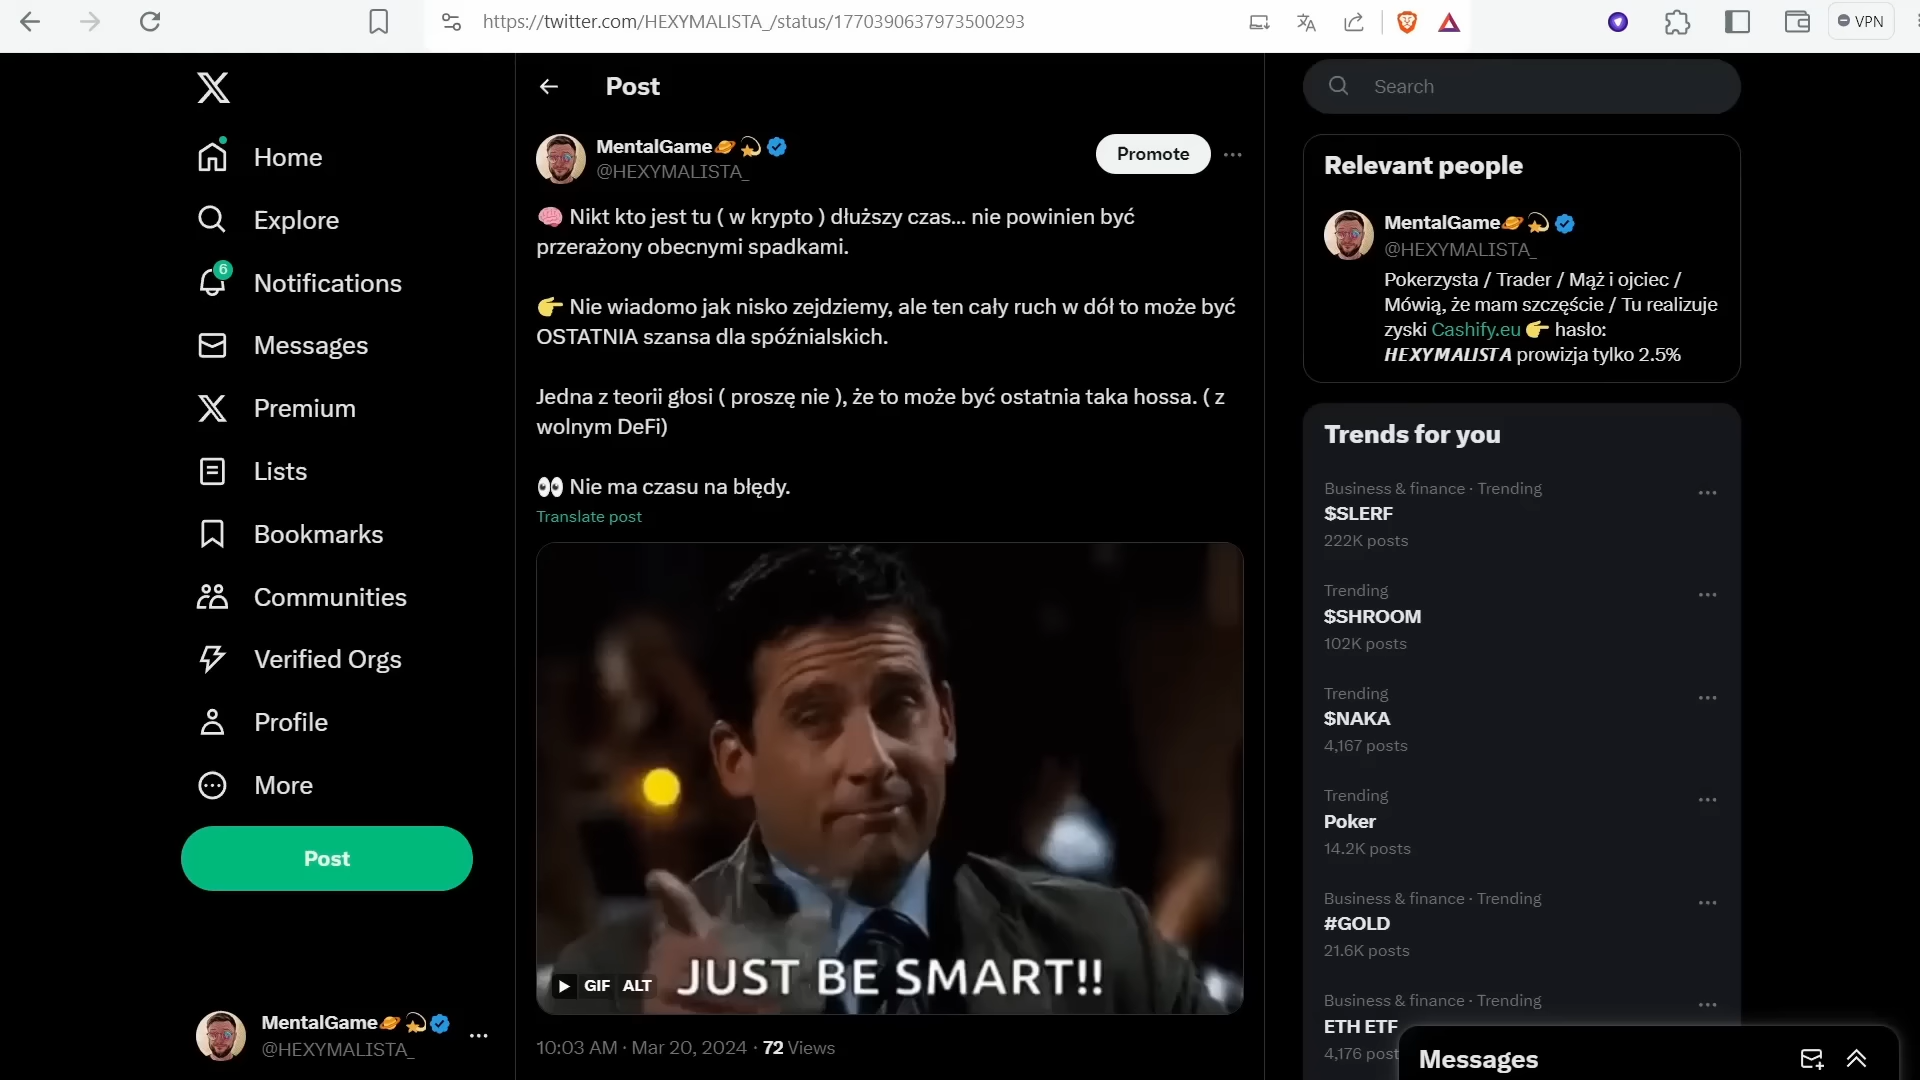 https://twitter.com/HEXYMALISTA_/status/1770390637973500293
VPN
Home
Explore
6
Notifications
Messages
Premium
Lists
Bookmarks
Communities
Verified Orgs
Profile
More
Post
MentalGame
@HEXYMALISTA_
Post
MentalGame
@HEXYMALISTA_
Promote
Nikt kto jest tu ( w krypto ) dłuższy czas... nie powinien być
przerażony obecnymi spadkami.
Nie wiadomo jak nisko zejdziemy, ale ten cały ruch w dół to może być
OSTATNIA szansa dla spóźnialskich.
Jedna z teorii głosi ( proszę nie ), że to może być ostatnia taka hossa. ( z
wolnym DeFi)
Nie ma czasu na błędy.
Translate post
JUST BE SMART!!
GIF ALT
10:03 AM · Mar 20, 2024 · 72 Views
Search
Relevant people
MentalGame
@HEXYMALISTA_
Pokerzysta / Trader / Mąż i ojciec /
Mówią, że mam szczęście / Tu realizuje
zyski Cashify.eu hasło:
HEXYMALISTA prowizja tylko 2.5%
Trends for you
Business & finance · Trending
$SLERF
222K posts
Trending
$SHROOM
102K posts
Trending
$NAKA
4,167 posts
Trending
Poker
14.2K posts
Business & finance · Trending
#GOLD
21.6K posts
Business & finance · Trending
ETH ETF
4,176 post
Messages